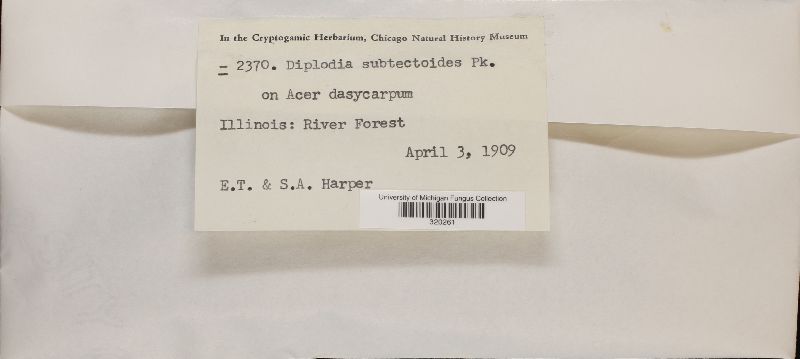 In the Cryptogamic Herbarium, Chicago Natural History Museum
= 2370. Diplodia subtectoides Pk.
on Acer dasycarpum
Illinois: River Forest
April 3, 1909
E.T. & S.A. Harper
University of Michigan Fungus Collection
320261